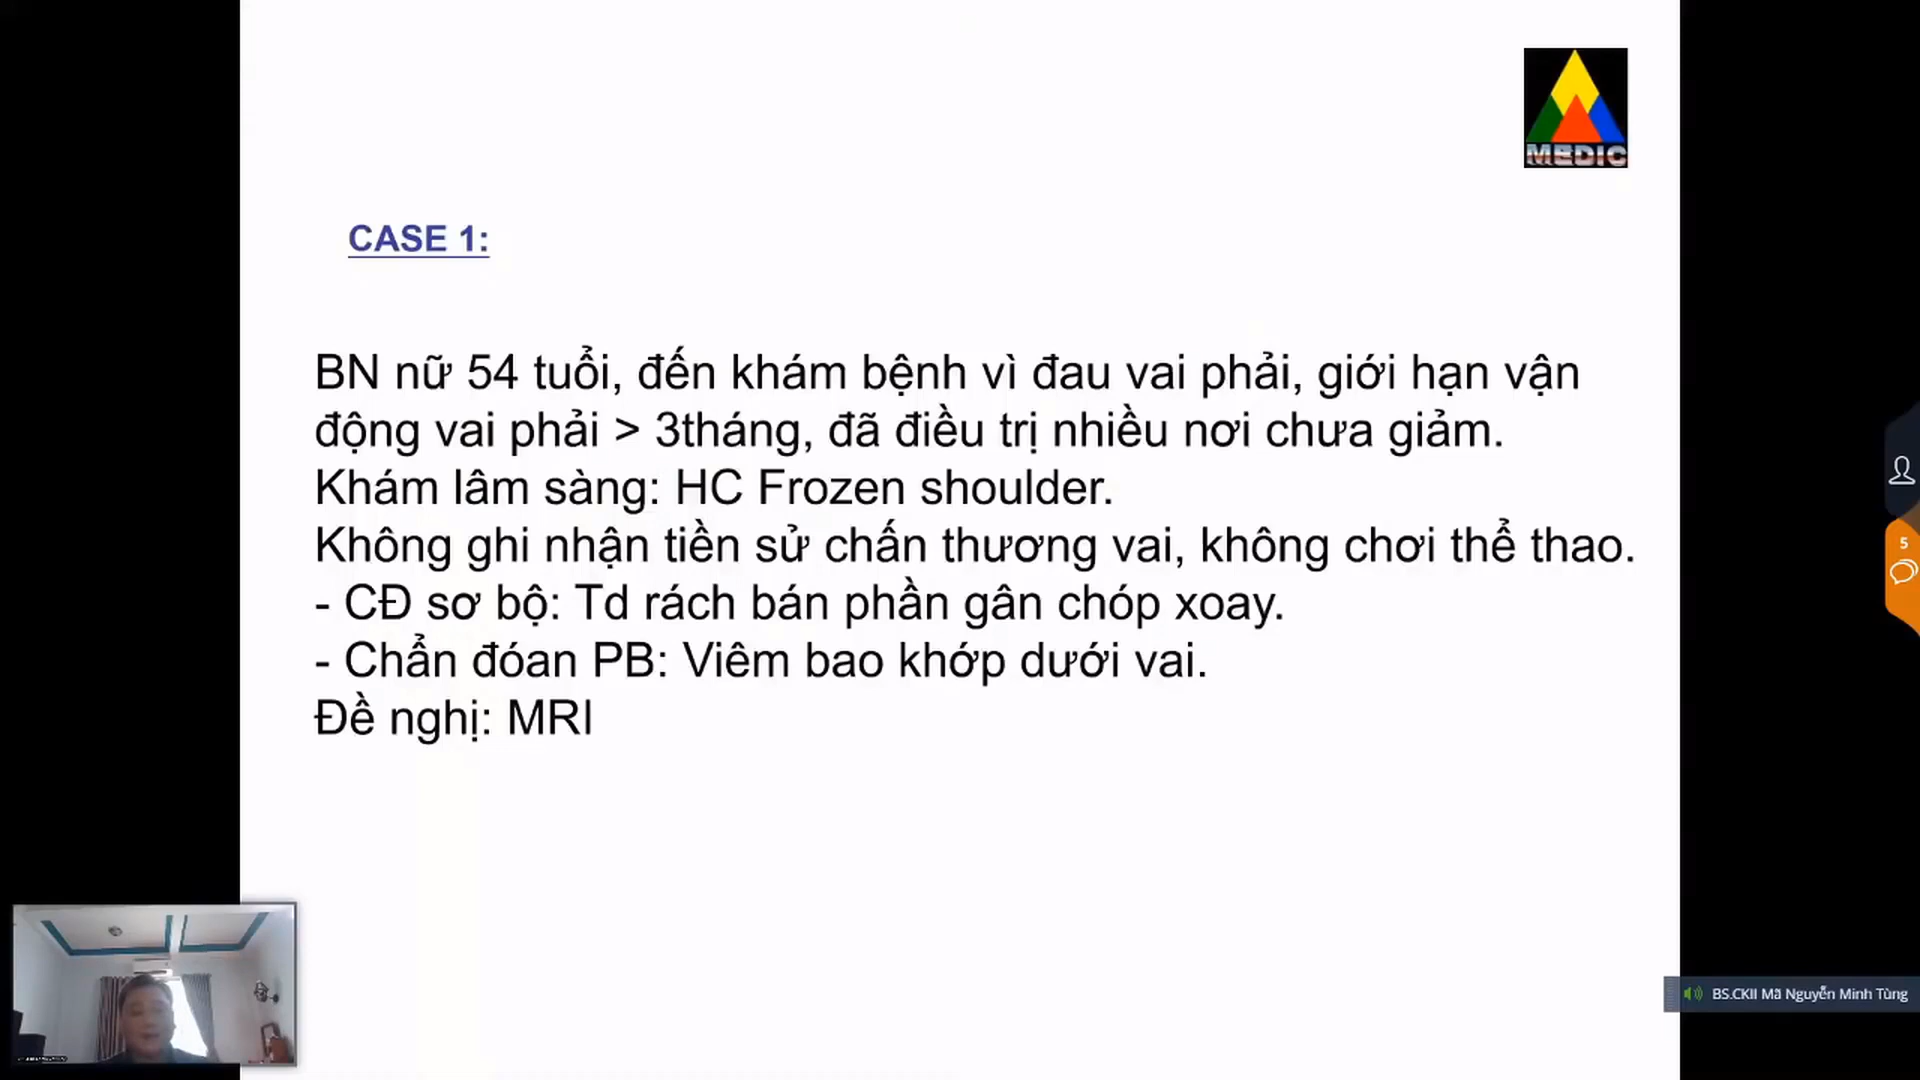 MEDIC
CASE 1:
BN nữ 54 tuổi, đến khám bệnh vì đau vai phải, giới hạn vận
động vai phải > 3tháng, đã điều trị nhiều nơi chưa giảm.
Khám lâm sàng: HC Frozen shoulder.
Không ghi nhận tiền sử chấn thương vai, không chơi thể thao.
- CĐ sơ bộ: Td rách bán phần gân chóp xoay.
- Chẩn đóan PB: Viêm bao khớp dưới vai.
Đề nghị: MRI
5
BS.CKII Mã Nguyễn Minh Tùng